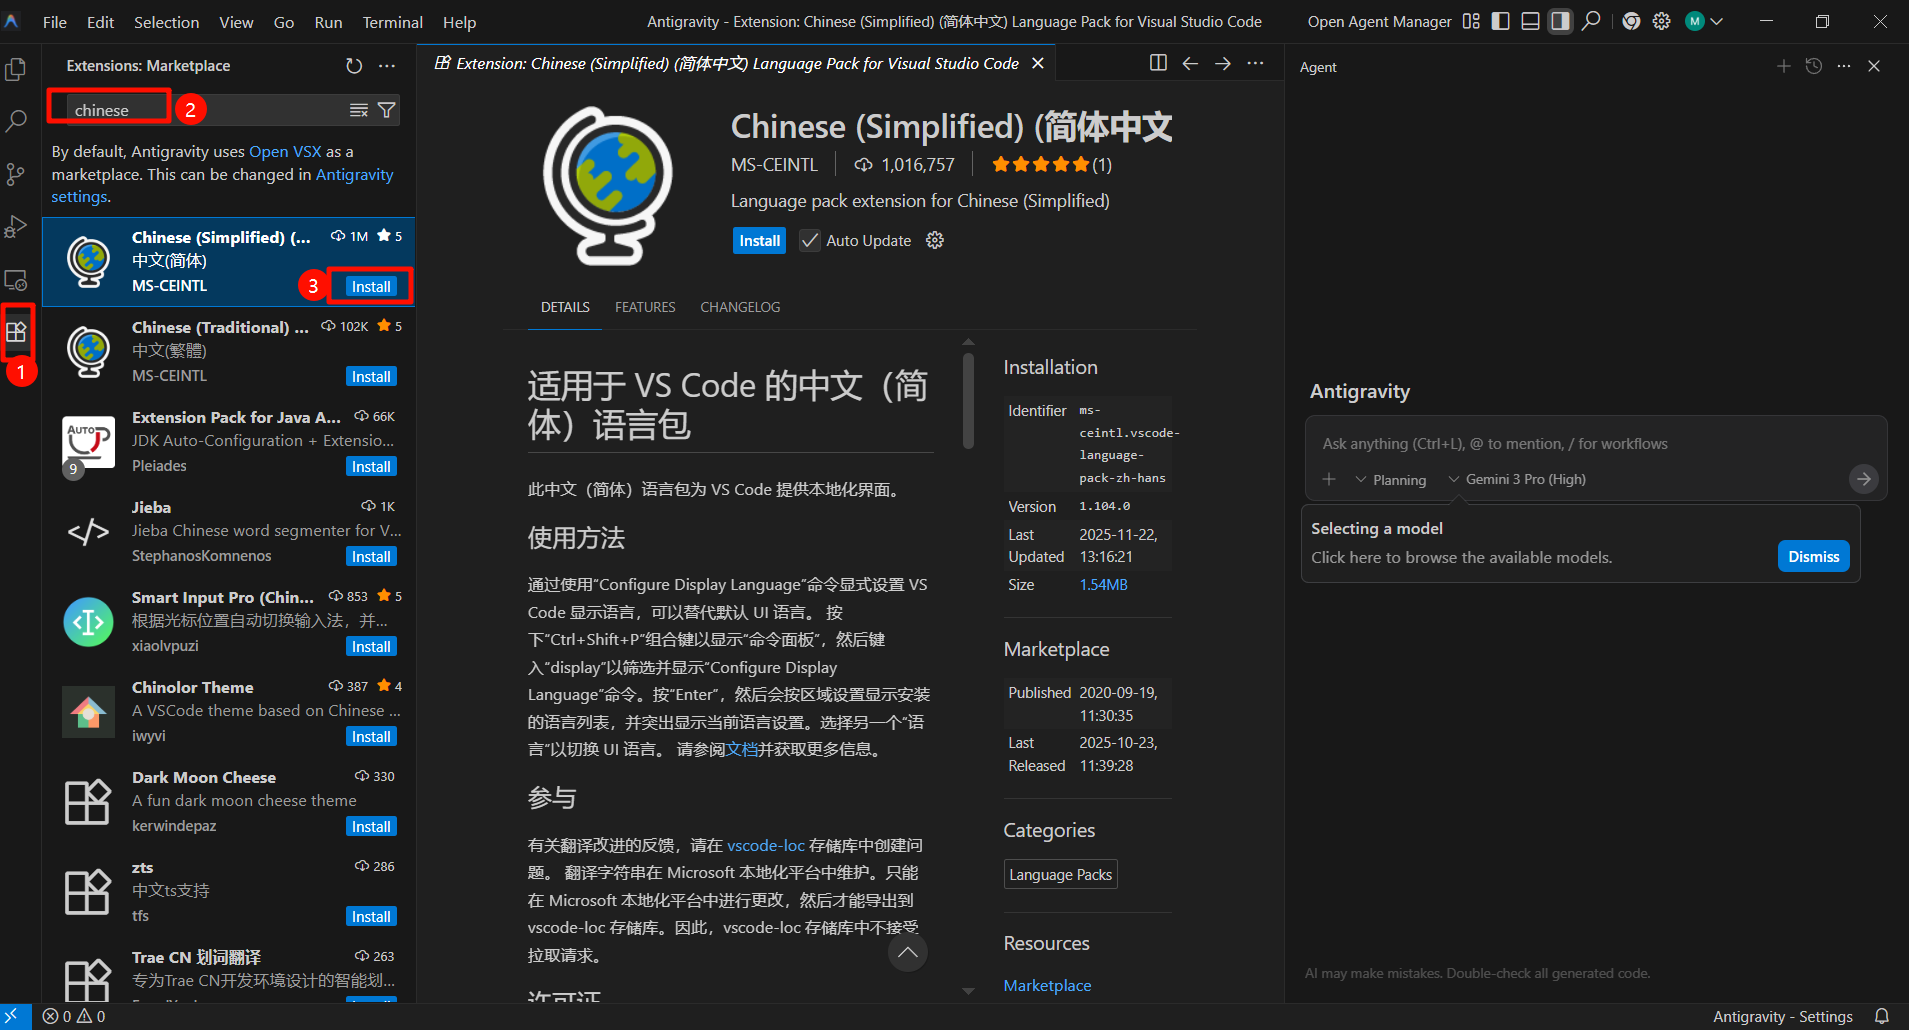 File Edit Selection View Go Run Terminal Help
Antigravity - Extension: Chinese (Simplified) (简体中文) Language Pack for Visual Studio Code
Open Agent Manager
M
Extensions: Marketplace
chinese
2
By default, Antigravity uses Open VSX as a
marketplace. This can be changed in Antigravity
settings.
Chinese (Simplified) (... 1M 5
中文(简体)
MS-CEINTL
3
Install
1
Chinese (Traditional) ... 102K 5
中文(繁體)
MS-CEINTL
Install
AUTO
9
Extension Pack for Java A... 66K
JDK Auto-Configuration + Extensio...
Pleiades
Install
Jieba 1K
Jieba Chinese word segmenter for V...
StephanosKomnenos
Install
Smart Input Pro (Chin... 853 5
根据光标位置自动切换输入法，并...
xiaolvpuzi
Install
Chinolor Theme 387 4
A VSCode theme based on Chinese ...
iwyvi
Install
Dark Moon Cheese 330
A fun dark moon cheese theme
kerwindepaz
Install
zts 286
中文ts支持
tfs
Install
Trae CN 划词翻译 263
专为Trae CN开发环境设计的智能划...
Extension: Chinese (Simplified) (简体中文) Language Pack for Visual Studio Code
Chinese (Simplified) (简体中文
MS-CEINTL 1,016,757 (1)
Language pack extension for Chinese (Simplified)
Install Auto Update
DETAILS FEATURES CHANGELOG
适用于 VS Code 的中文（简
体）语言包
此中文（简体）语言包为 VS Code 提供本地化界面。
使用方法
通过使用“Configure Display Language”命令显式设置 VS
Code 显示语言，可以替代默认 UI 语言。 按
下“Ctrl+Shift+P”组合键以显示“命令面板”，然后键
入“display”以筛选并显示“Configure Display
Language”命令。按“Enter”，然后会按区域设置显示安装
的语言列表，并突出显示当前语言设置。选择另一个“语
言”以切换 UI 语言。 请参阅文档并获取更多信息。
参与
有关翻译改进的反馈，请在 vscode-loc 存储库中创建问
题。 翻译字符串在 Microsoft 本地化平台中维护。只能
在 Microsoft 本地化平台中进行更改，然后才能导出到
vscode-loc 存储库。因此，vscode-loc 存储库中不接受
拉取请求。
许可证
Installation
Identifier ms-
ceintl.vscode-
language-
pack-zh-hans
Version 1.104.0
Last 2025-11-22,
Updated 13:16:21
Size 1.54MB
Marketplace
Published 2020-09-19,
11:30:35
Last 2025-10-23,
Released 11:39:28
Categories
Language Packs
Resources
Marketplace
Agent
Antigravity
Ask anything (Ctrl+L), @ to mention, / for workflows
Planning Gemini 3 Pro (High)
Selecting a model
Click here to browse the available models.
Dismiss
AI may make mistakes. Double-check all generated code.
0 0
Antigravity - Settings